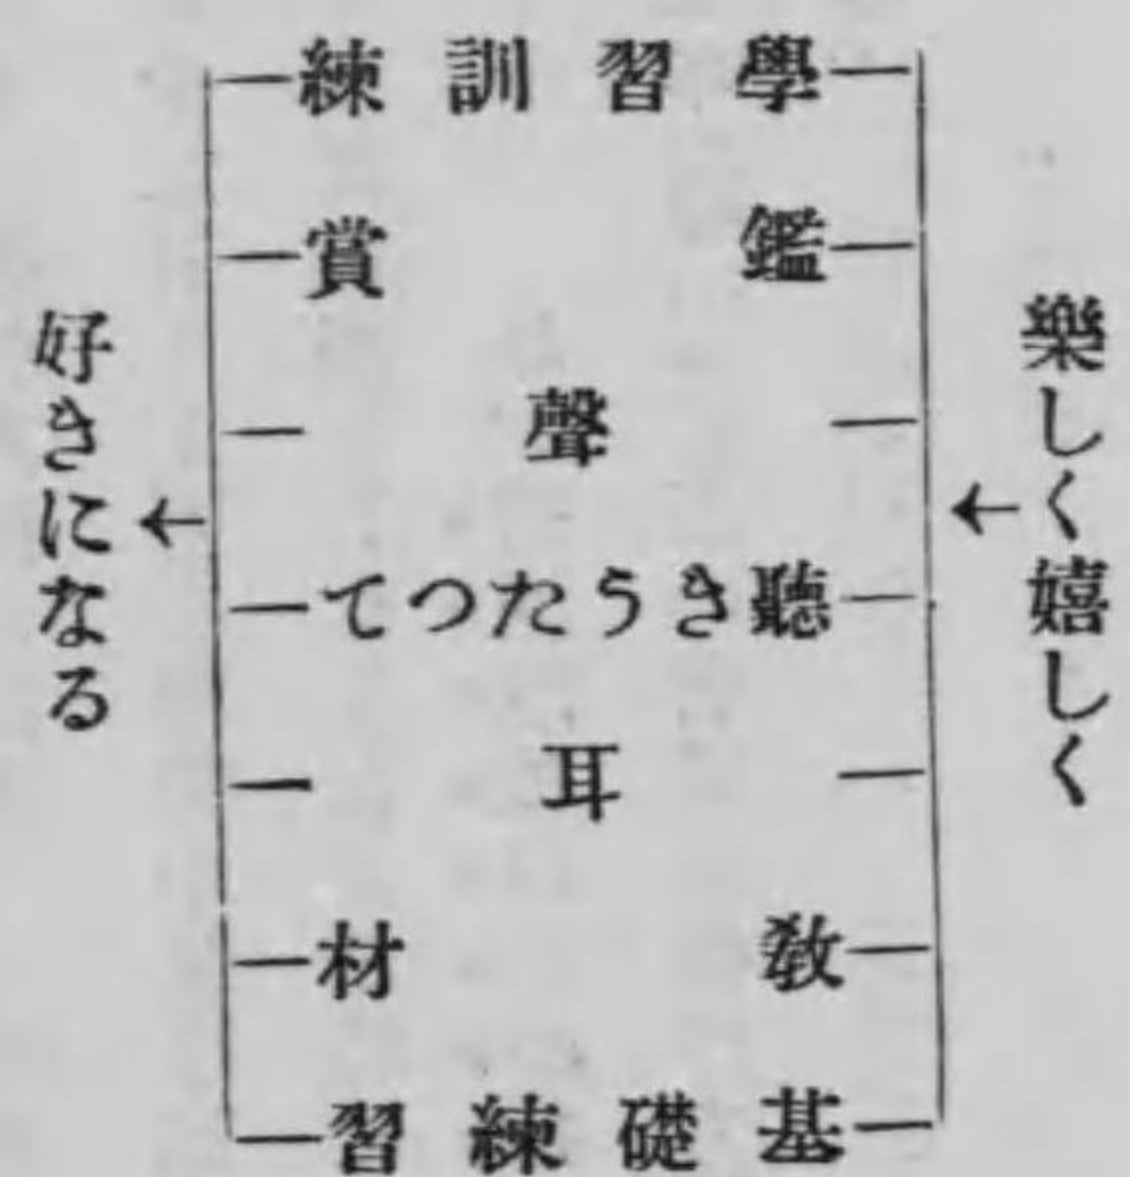 樂しく嬉しく
學習訓練
鑑賞
聲
聽きうたつて
耳
教材
基礎練習
好きになる